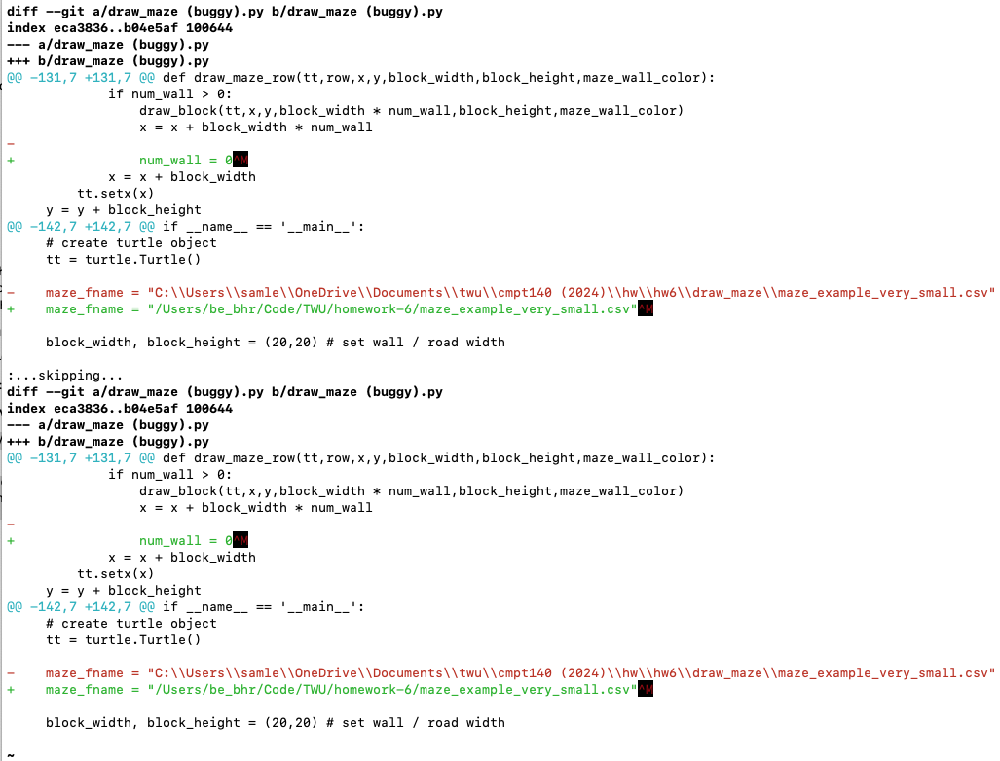 diff --git a/draw_maze (buggy).py b/draw_maze (buggy).py
index eca3836..b04e5af 100644
--- a/draw_maze (buggy).py
+++ b/draw_maze (buggy).py
@@ -131,7 +131,7 @@ def draw_maze_row(tt,row,x,y,block_width,block_height,maze_wall_color):
             if num_wall > 0:
                 draw_block(tt,x,y,block_width * num_wall,block_height,maze_wall_color)
                 x = x + block_width * num_wall
-
+                num_wall = 0^M
             x = x + block_width
         tt.setx(x)
     y = y + block_height
@@ -142,7 +142,7 @@ if __name__ == '__main__':
     # create turtle object
     tt = turtle.Turtle()

-    maze_fname = "C:\\Users\\samle\\OneDrive\\Documents\\twu\\cmpt140 (2024)\\hw\\hw6\\draw_maze\\maze_example_very_small.csv"
+    maze_fname = "/Users/be_bhr/Code/TWU/homework-6/maze_example_very_small.csv"^M

     block_width, block_height = (20,20) # set wall / road width

:...skipping...
diff --git a/draw_maze (buggy).py b/draw_maze (buggy).py
index eca3836..b04e5af 100644
--- a/draw_maze (buggy).py
+++ b/draw_maze (buggy).py
@@ -131,7 +131,7 @@ def draw_maze_row(tt,row,x,y,block_width,block_height,maze_wall_color):
             if num_wall > 0:
                 draw_block(tt,x,y,block_width * num_wall,block_height,maze_wall_color)
                 x = x + block_width * num_wall
-
+                num_wall = 0^M
             x = x + block_width
         tt.setx(x)
     y = y + block_height
@@ -142,7 +142,7 @@ if __name__ == '__main__':
     # create turtle object
     tt = turtle.Turtle()

-    maze_fname = "C:\\Users\\samle\\OneDrive\\Documents\\twu\\cmpt140 (2024)\\hw\\hw6\\draw_maze\\maze_example_very_small.csv"
+    maze_fname = "/Users/be_bhr/Code/TWU/homework-6/maze_example_very_small.csv"^M

     block_width, block_height = (20,20) # set wall / road width

~